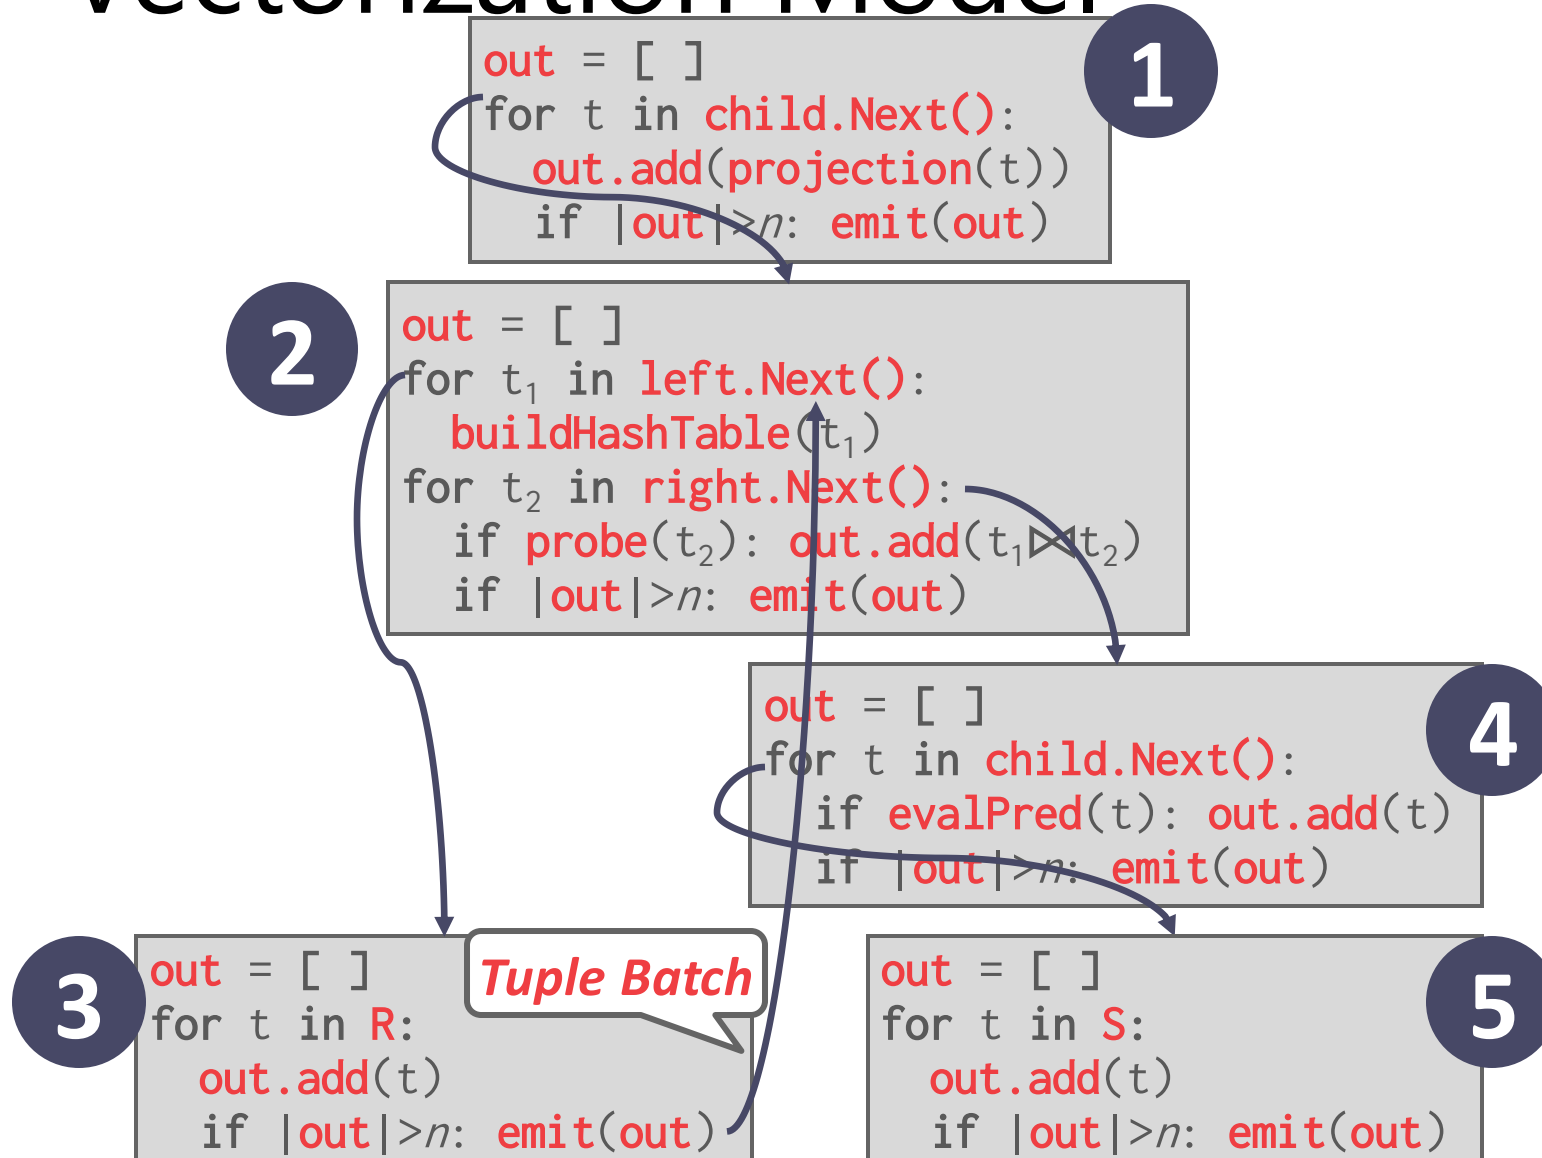 Vectorization Model
1
out = [ ]
for t in child.Next():
out.add(projection(t))
if |out|>n: emit(out)
2
out = [ ]
for t1 in left.Next():
buildHashTable(t1)
for t2 in right.Next():
if probe(t2): out.add(t1⋈t2)
if |out|>n: emit(out)
4
out = [ ]
for t in child.Next():
if evalPred(t): out.add(t)
if |out|>n: emit(out)
3
out = [ ]
for t in R:
out.add(t)
if |out|>n: emit(out)
Tuple Batch
5
out = [ ]
for t in S:
out.add(t)
if |out|>n: emit(out)